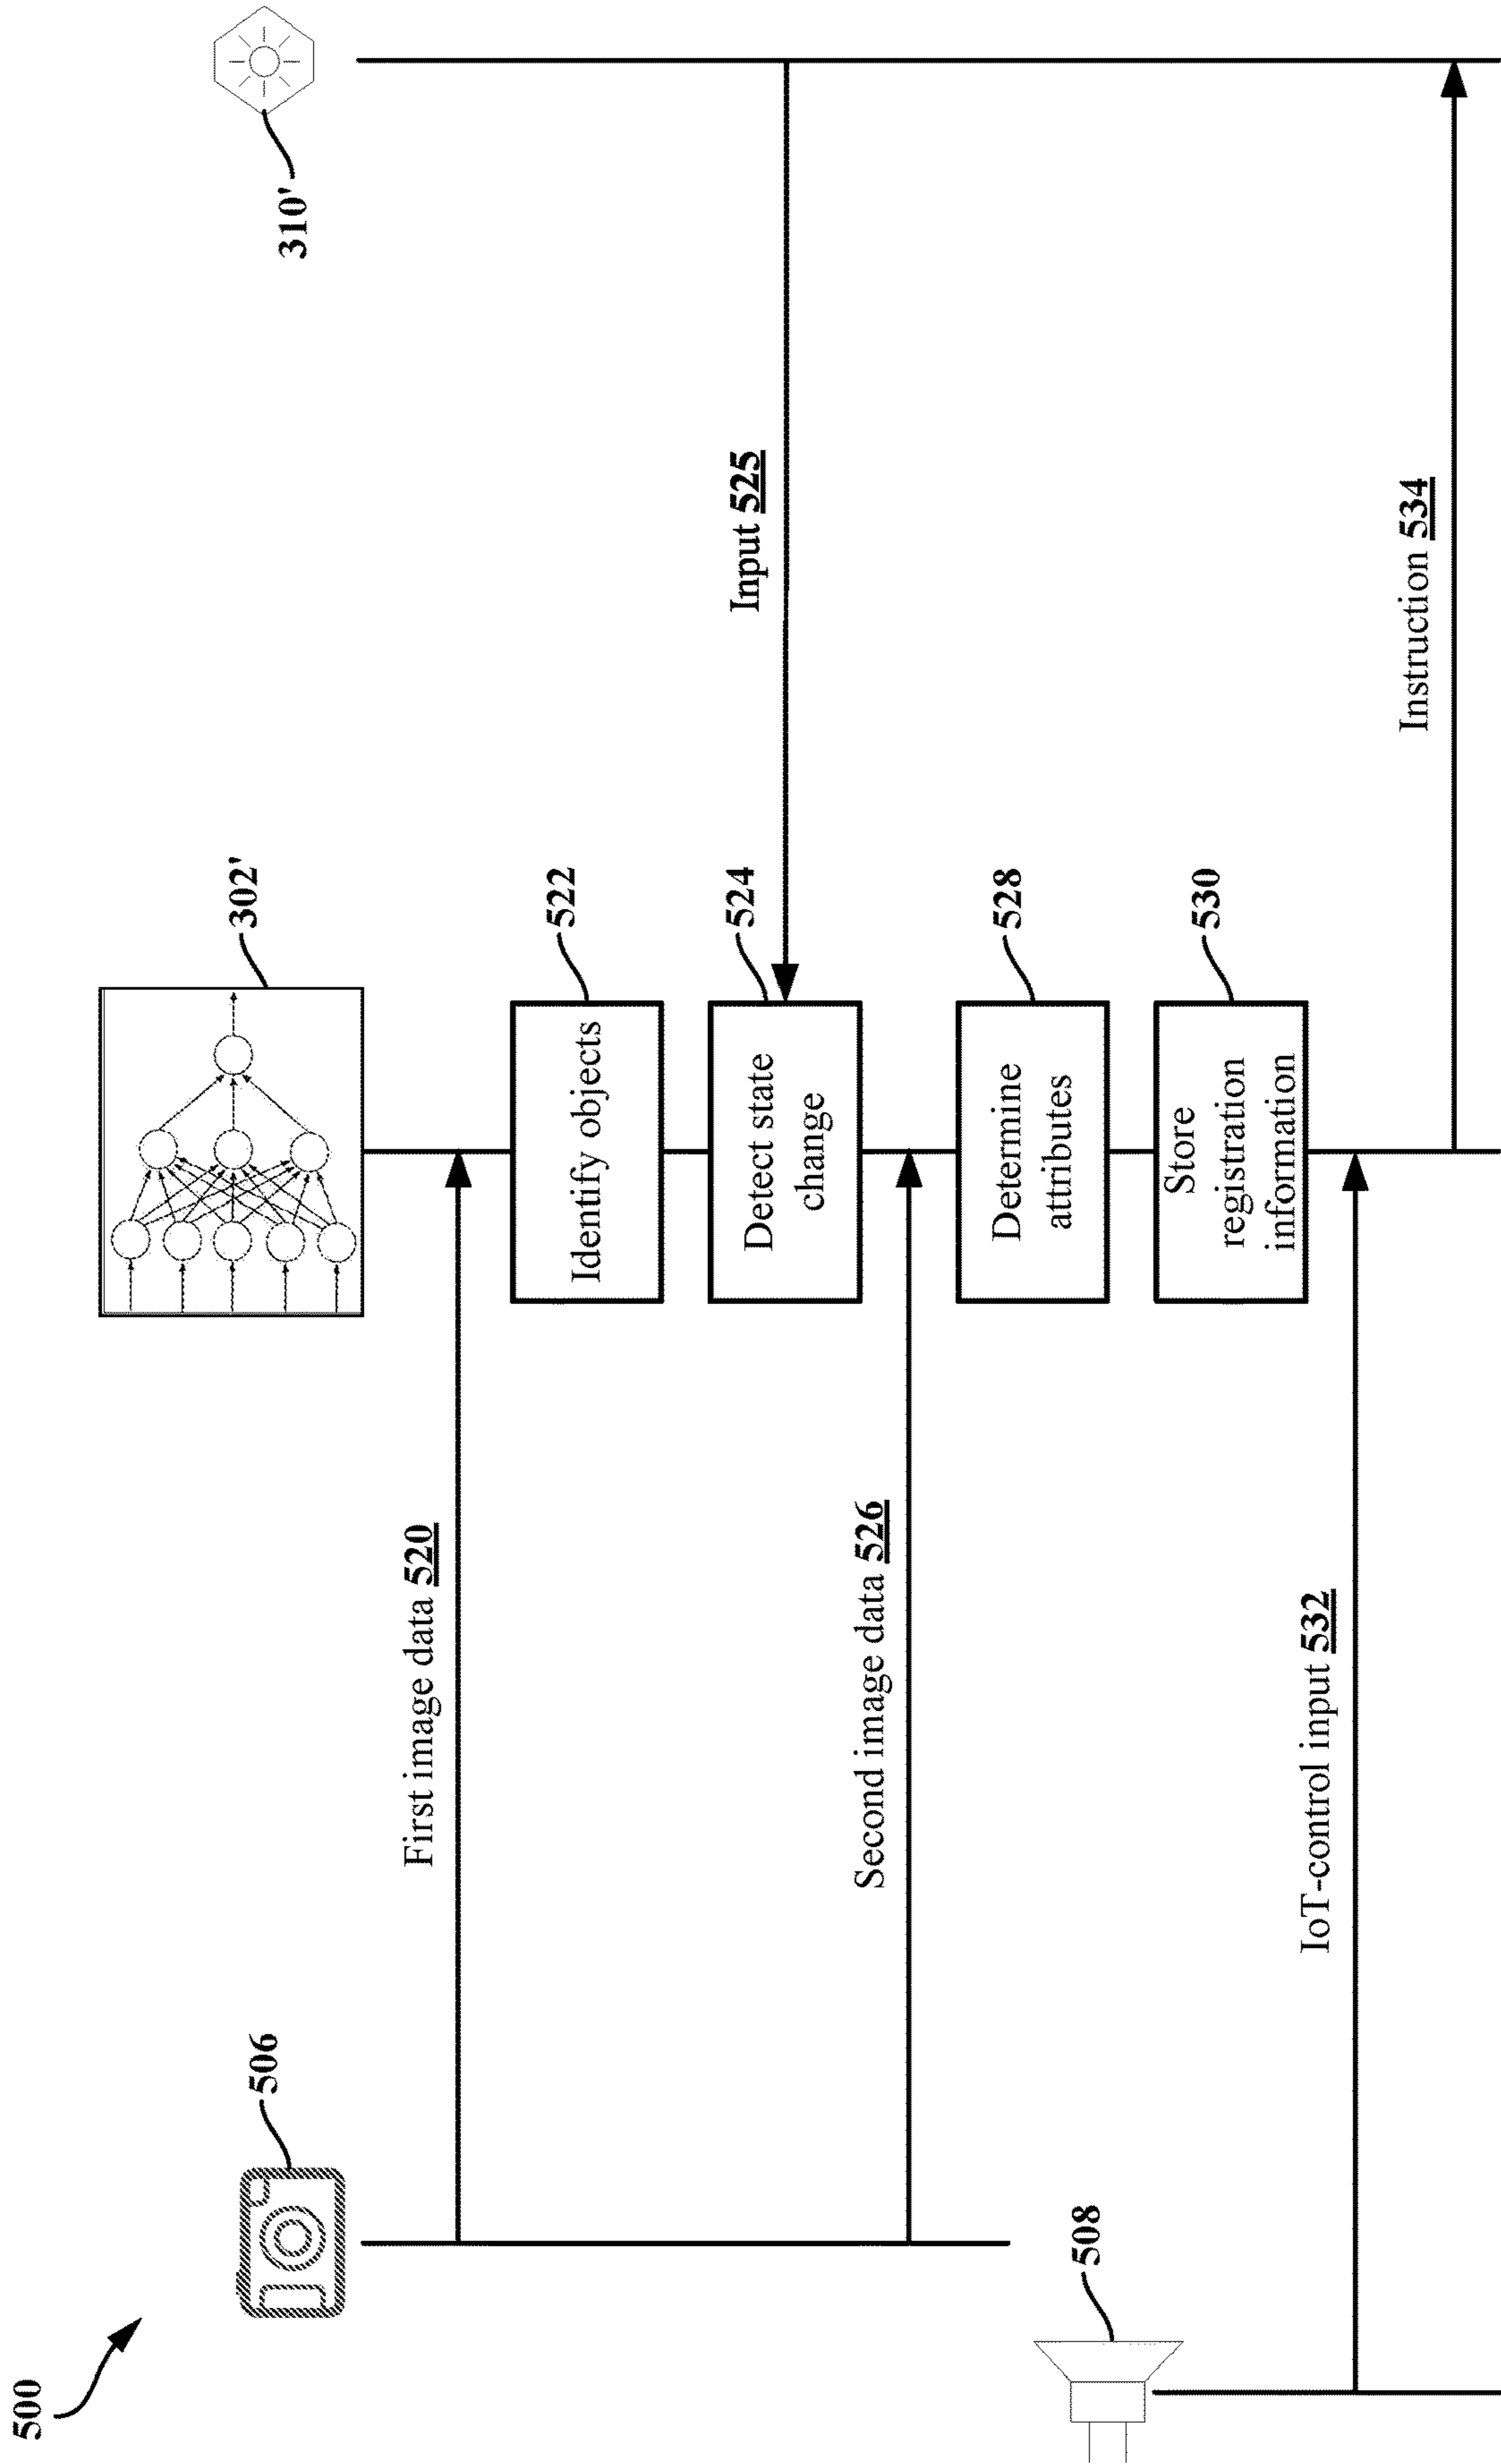 500
506
302'
310'
First image data 520
522
Identify objects
Input 525
524
Detect state
change
Second image data 526
528
Determine
attributes
508
530
Store
registration
information
IoT-control input 532
Instruction 534